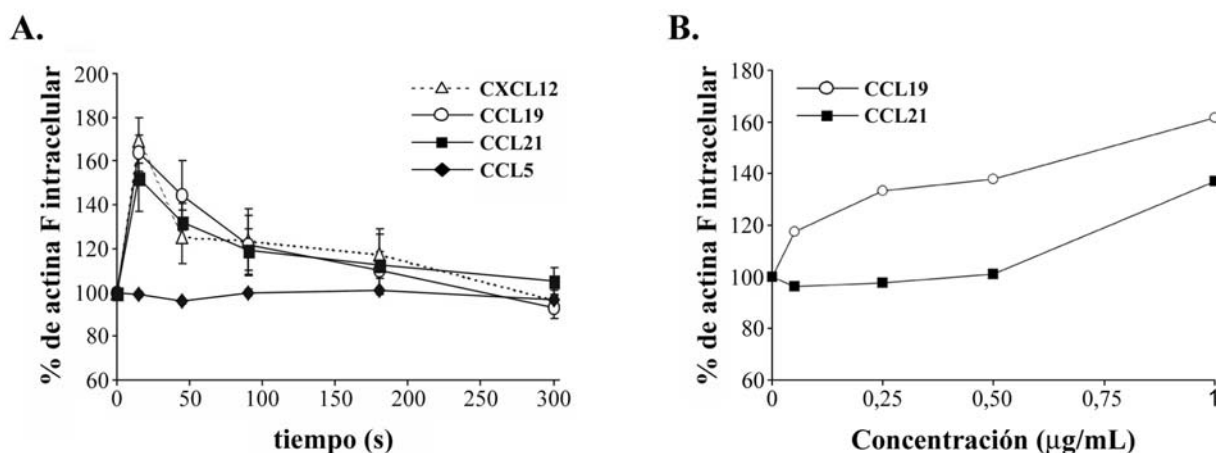 A.
% de actina F intracelular
200
180
160
140
120
100
80
60
0
50
100
150
200
250
300
tiempo (s)
CXCL12
CCL19
CCL21
CCL5
B.
% de actina F intracelular
180
160
140
120
100
80
60
0
0,25
0,50
0,75
1
Concentración (µg/mL)
CCL19
CCL21